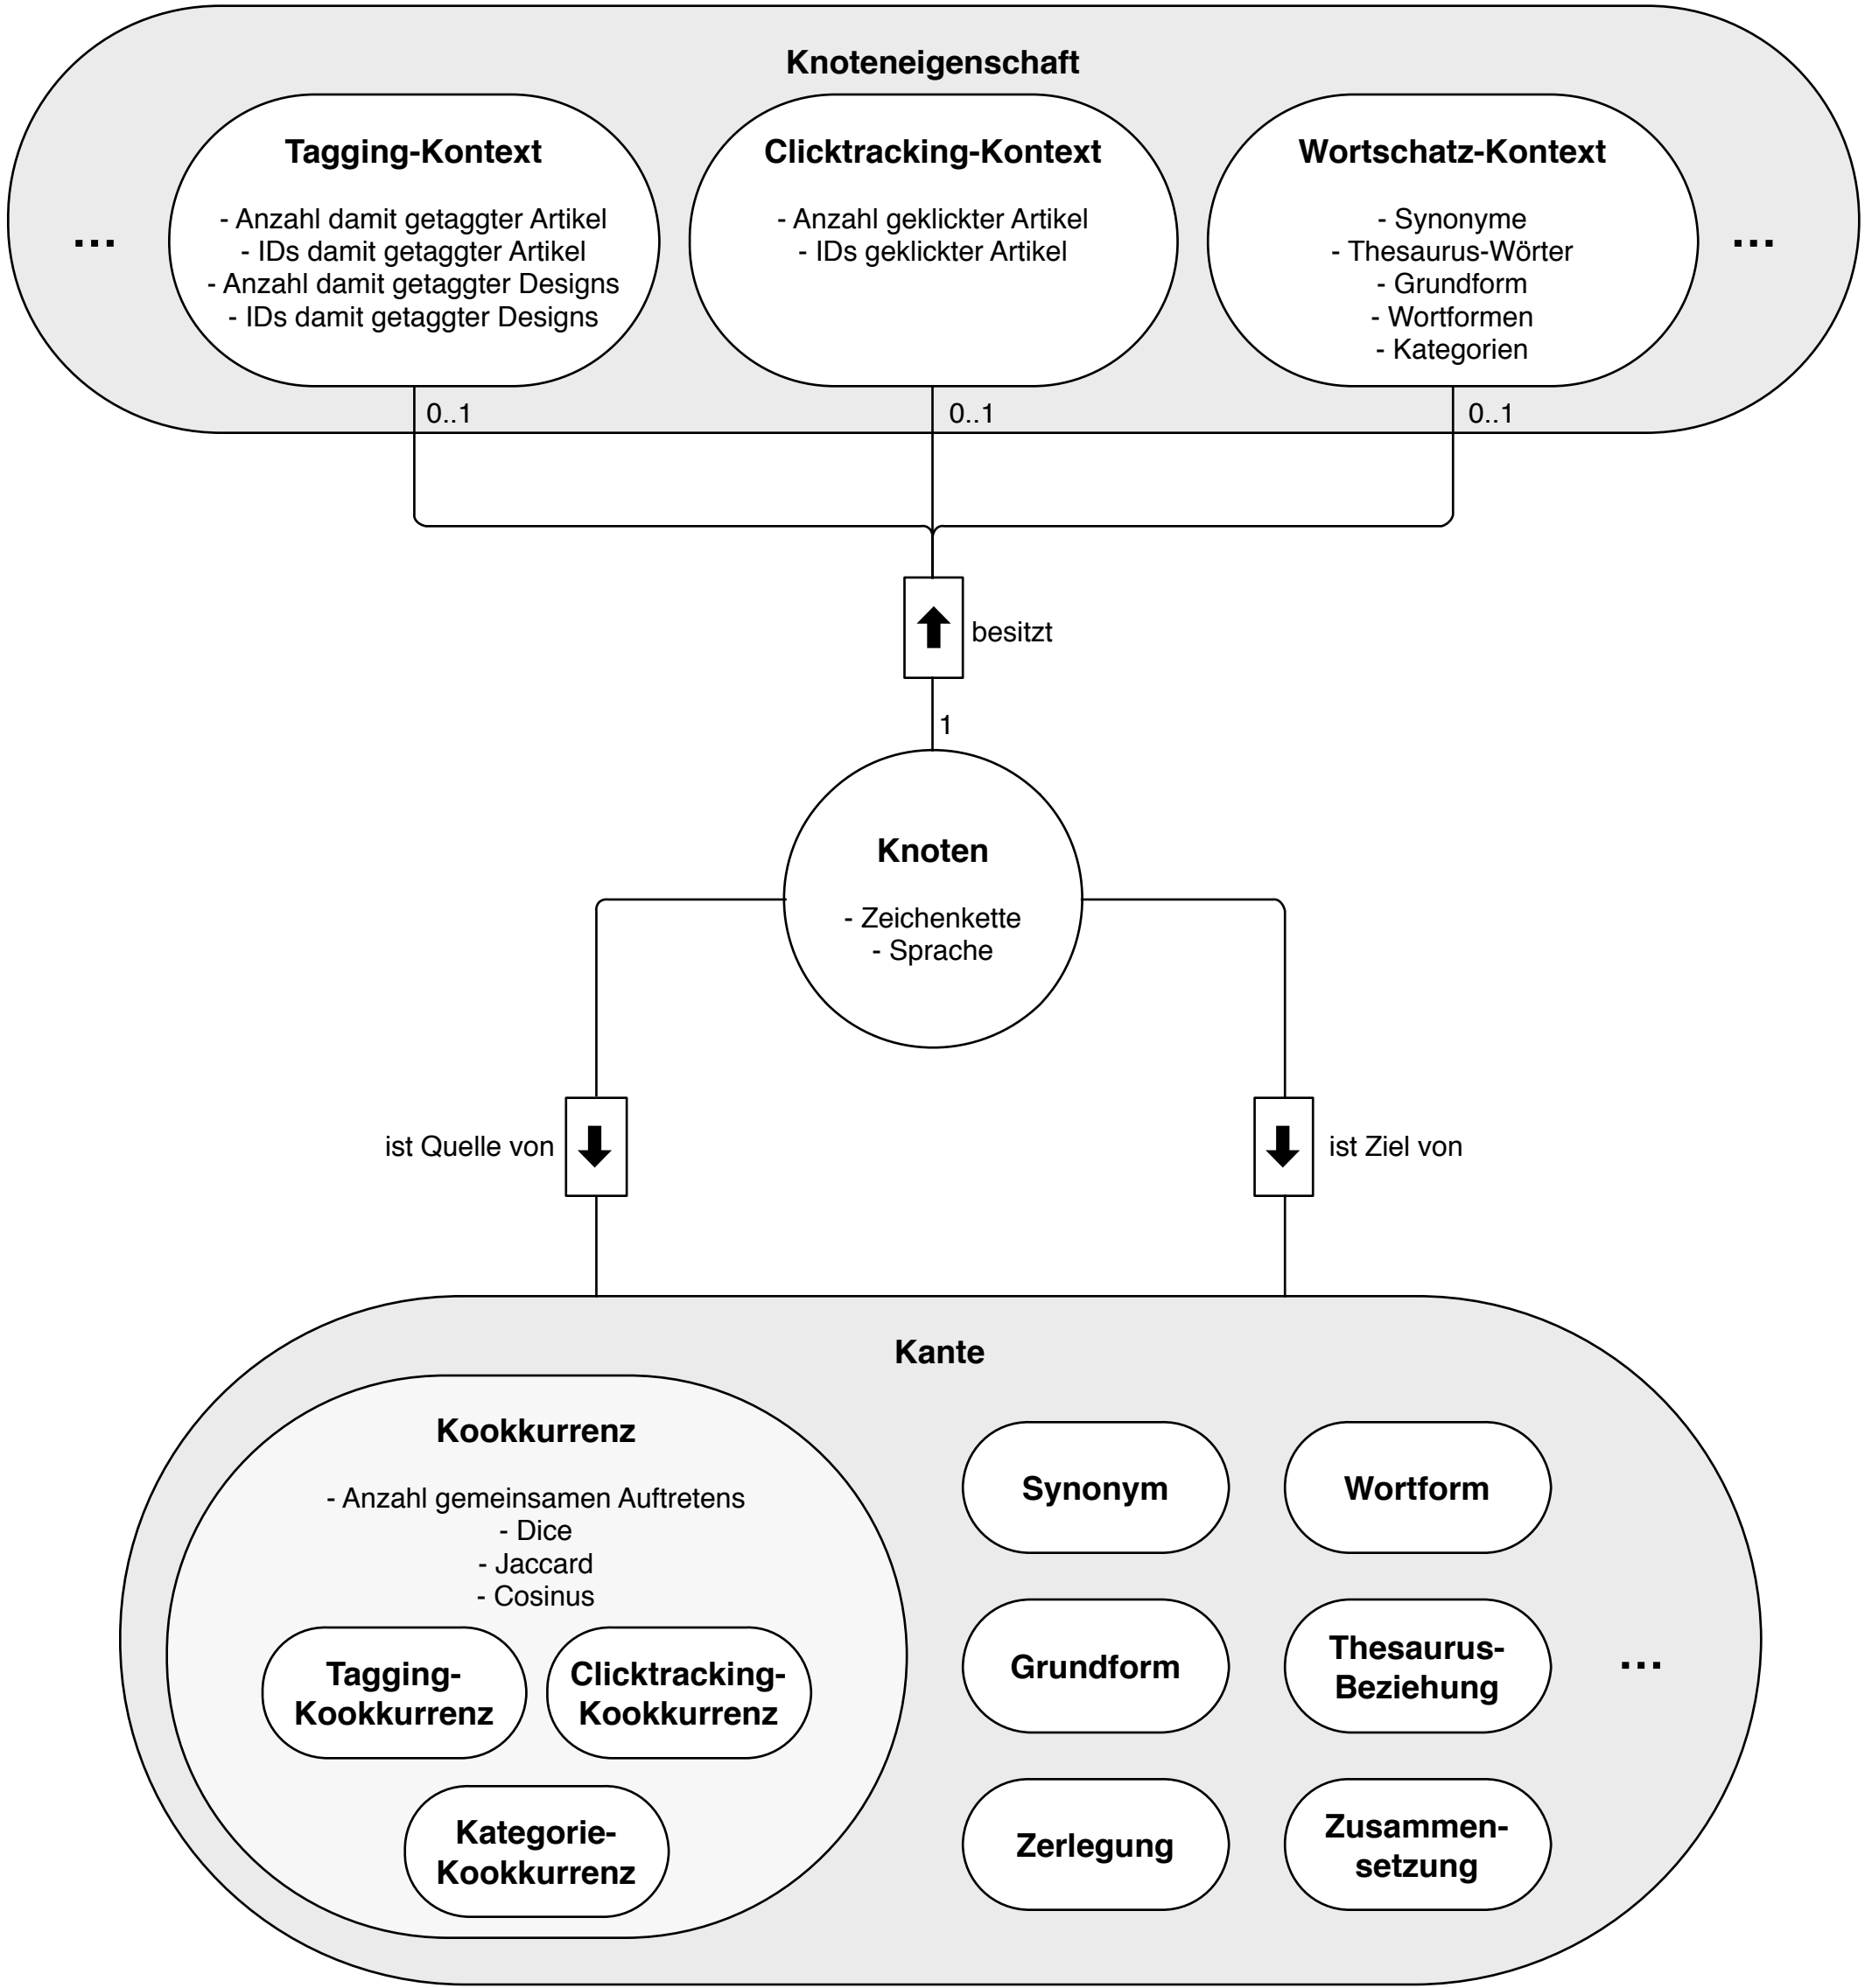 Knoteneigenschaft
...
Tagging-Kontext
- Anzahl damit getaggter Artikel
- IDs damit getaggter Artikel
- Anzahl damit getaggter Designs
- IDs damit getaggter Designs
Clicktracking-Kontext
- Anzahl geklickter Artikel
- IDs geklickter Artikel
Wortschatz-Kontext
- Synonyme
- Thesaurus-Wörter
- Grundform
- Wortformen
- Kategorien
...
0..1
0..1
0..1
besitzt
1
Knoten
- Zeichenkette
- Sprache
ist Quelle von
ist Ziel von
Kante
Kookkurrenz
- Anzahl gemeinsamen Auftretens
- Dice
- Jaccard
- Cosinus
Tagging-
Kookkurrenz
Clicktracking-
Kookkurrenz
Kategorie-
Kookkurrenz
Synonym
Wortform
Grundform
Thesaurus-
Beziehung
...
Zerlegung
Zusammen-
setzung